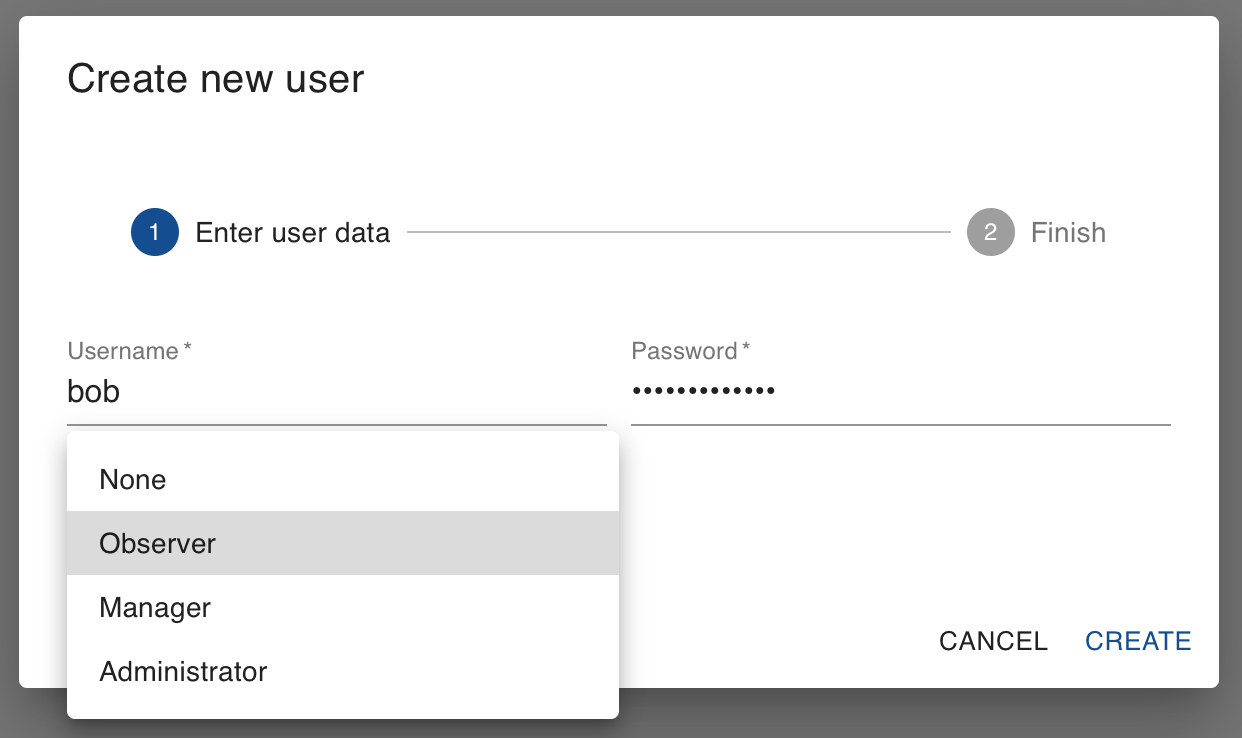 Create new user
1 Enter user data 2 Finish
Username * Password *
bob •••••••••••••
None
Observer
Manager
Administrator
CANCEL CREATE